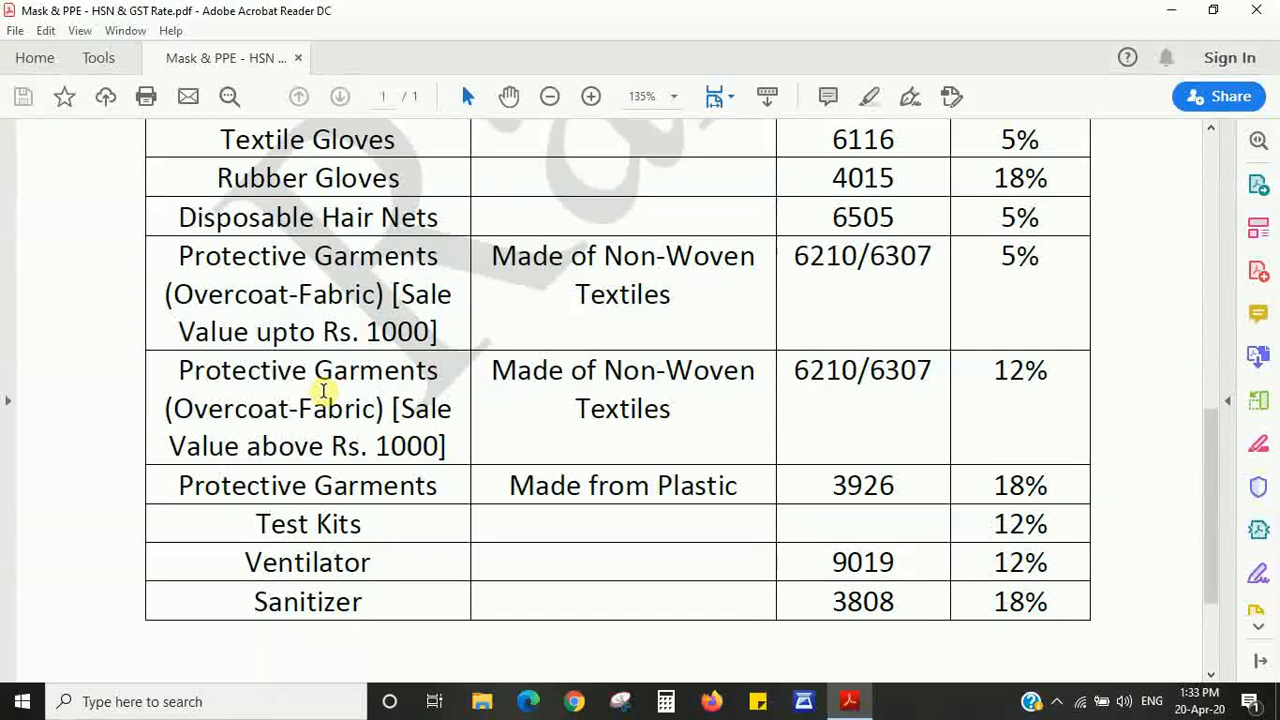 Mask & PPE - HSN & GST Rate.pdf - Adobe Acrobat Reader DC
File Edit View Window Help
Home Tools Mask & PPE - HSN ... × Sign In
1 / 1 135% Share
Textile Gloves 6116 5%
Rubber Gloves 4015 18%
Disposable Hair Nets 6505 5%
Protective Garments Made of Non-Woven 6210/6307 5%
(Overcoat-Fabric) [Sale Textiles
Value upto Rs. 1000]
Protective Garments Made of Non-Woven 6210/6307 12%
(Overcoat-Fabric) [Sale Textiles
Value above Rs. 1000]
Protective Garments Made from Plastic 3926 18%
Test Kits 12%
Ventilator 9019 12%
Sanitizer 3808 18%
Type here to search ENG 1:33 PM
20-Apr-20